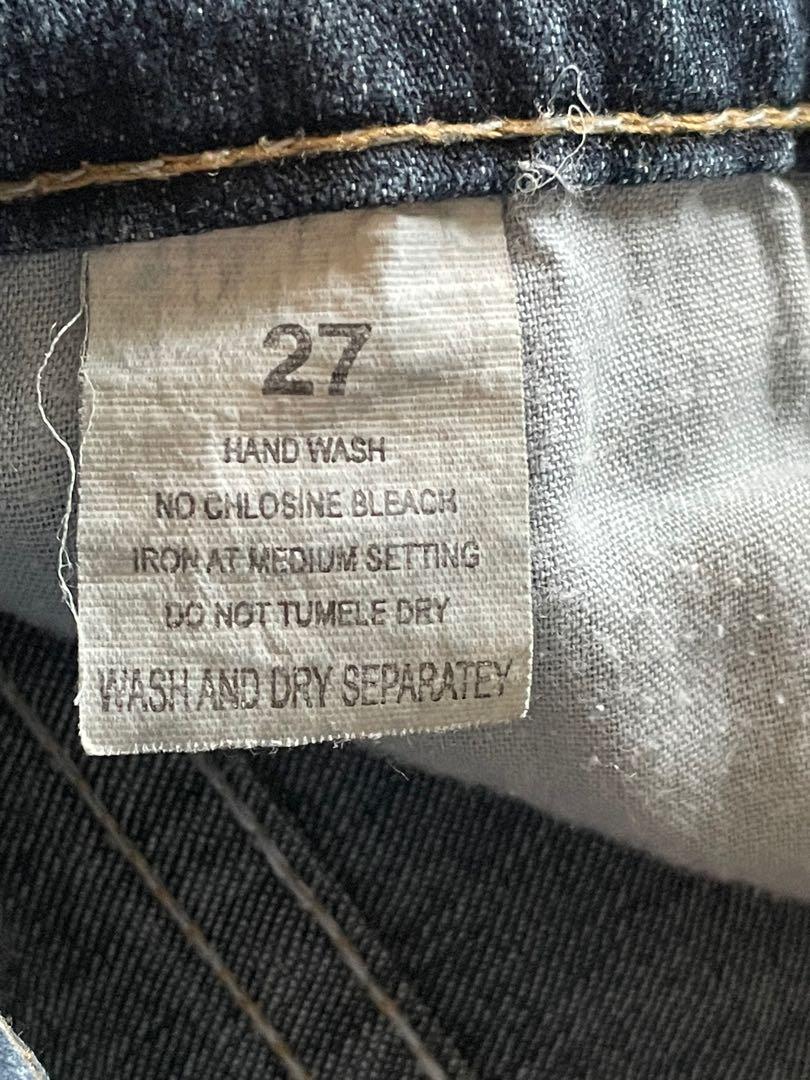 27
HAND WASH
NO CHLOSINE BLEACH
IRON AT MEDIUM SETTING
DO NOT TUMELE DRY
WASH AND DRY SEPARATEY